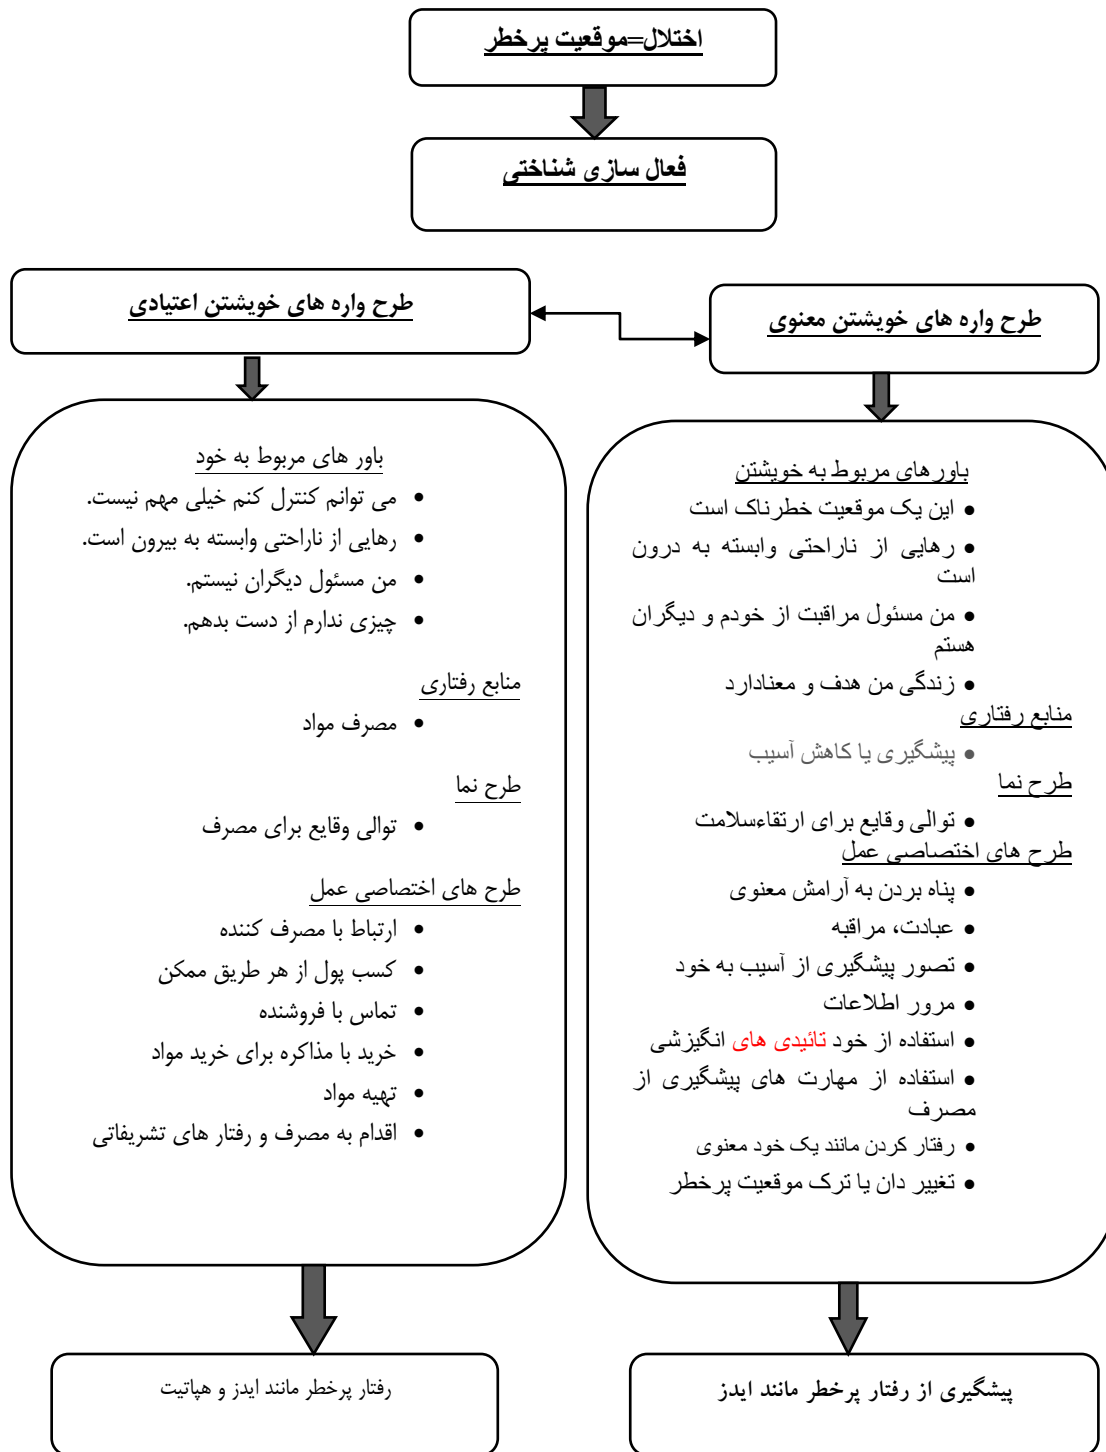 اختلال=موقعیت پرخطر
فعال سازی شناختی
طرح واره های خویشتن معنوی
باورهای مربوط به خویشتن
● این یک موقعیت خطرناک است
● رهایی از ناراحتی وابسته به درون
است
● من مسئول مراقبت از خودم و دیگران
هستم
● زندگی من هدف و معنادارد
منابع رفتاری
● پیشگیری یا کاهش آسیب
طرح نما
● توالی وقایع برای ارتقاءسلامت
طرح های اختصاصی عمل
● پناه بردن به آرامش معنوی
● عبادت، مراقبه
● تصور پیشگیری از آسیب به خود
● مرور اطلاعات
● استفاده از خود تائیدی های انگیزشی
● استفاده از مهارت های پیشگیری از
مصرف
● رفتار کردن مانند یک خود معنوی
● تغییر دان یا ترک موقعیت پرخطر
پیشگیری از رفتار پرخطر مانند ایدز
طرح واره های خویشتن اعتیادی
باور های مربوط به خود
• می توانم کنترل کنم خیلی مهم نیست.
• رهایی از ناراحتی وابسته به بیرون است.
• من مسئول دیگران نیستم.
• چیزی ندارم از دست بدهم.
منابع رفتاری
• مصرف مواد
طرح نما
• توالی وقایع برای مصرف
طرح های اختصاصی عمل
• ارتباط با مصرف کننده
• کسب پول از هر طریق ممکن
• تماس با فروشنده
• خرید با مذاکره برای خرید مواد
• تهیه مواد
• اقدام به مصرف و رفتار های تشریفاتی
رفتار پرخطر مانند ایدز و هپاتیت